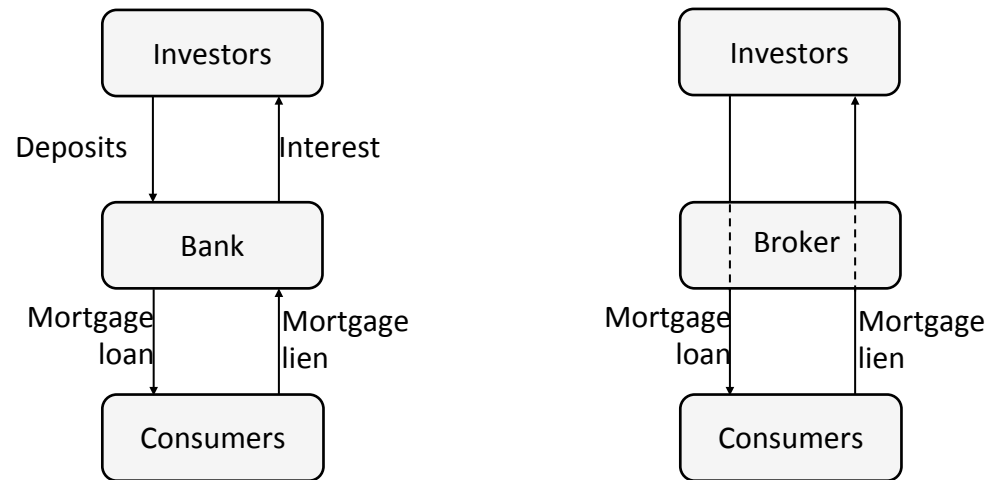 Investors
Deposits
Interest
Bank
Mortgage
loan
Mortgage
lien
Consumers
Investors
Broker
Mortgage
loan
Mortgage
lien
Consumers